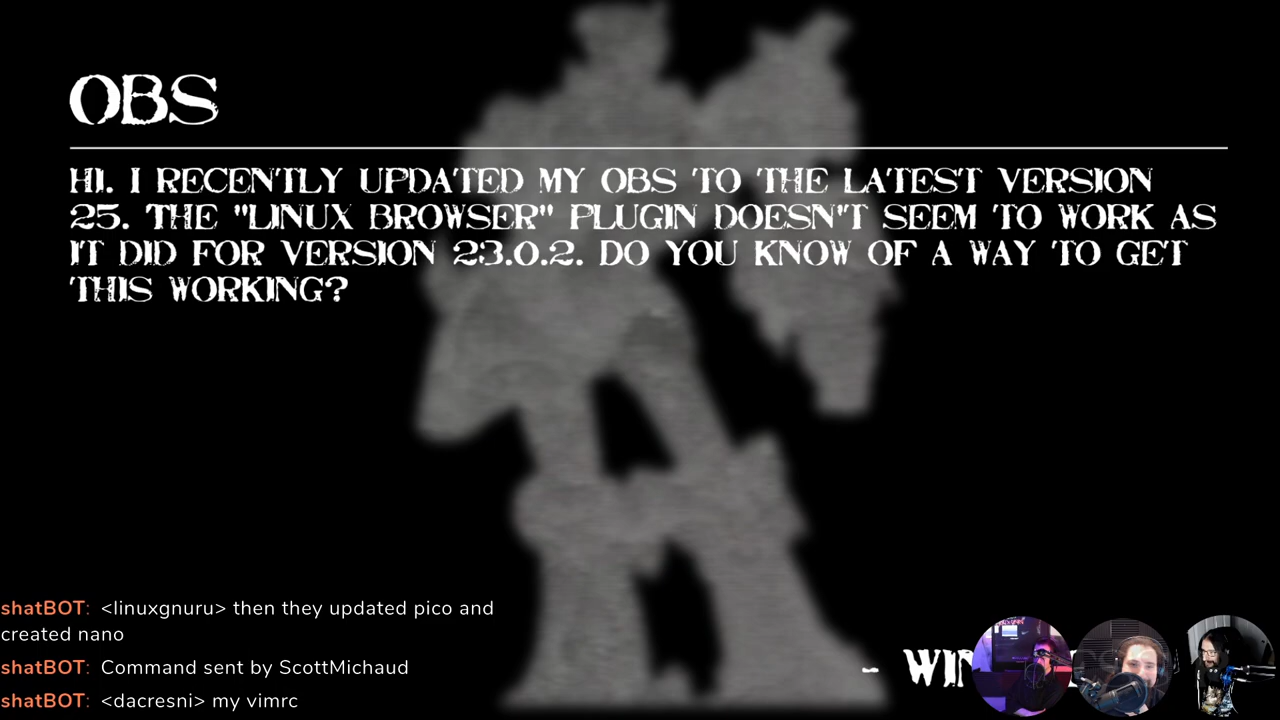 OBS
HI. I RECENTLY UPDATED MY OBS TO THE LATEST VERSION
25. THE "LINUX BROWSER" PLUGIN DOESN'T SEEM TO WORK AS
IT DID FOR VERSION 23.0.2. DO YOU KNOW OF A WAY TO GET
THIS WORKING?
shatBOT: <linuxgnuru> then they updated pico and
created nano
shatBOT: Command sent by ScottMichaud
shatBOT: <dacresni> my vimrc
-